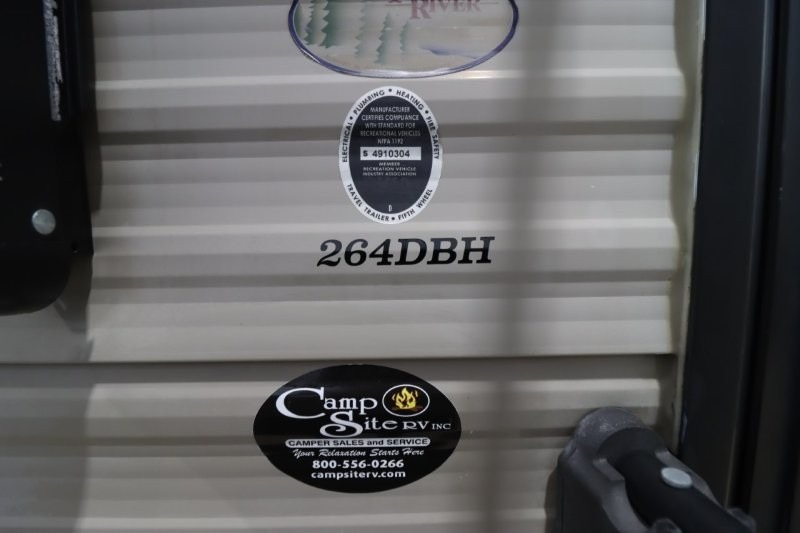 RIVER
ELECTRICAL • PLUMBING • HEATING • FIRE SAFETY
MANUFACTURER
CERTIFIES COMPLIANCE
WITH STANDARD FOR
RECREATIONAL VEHICLES
NFPA 1192
S 4910304
MEMBER
RECREATION VEHICLE
INDUSTRY ASSOCIATION
D
TRAVEL TRAILER • FIFTH WHEEL
264DBH
CAMP
SITE RV INC
CAMPER SALES and SERVICE
Your Relaxation Starts Here
800-556-0266
campsiterv.com